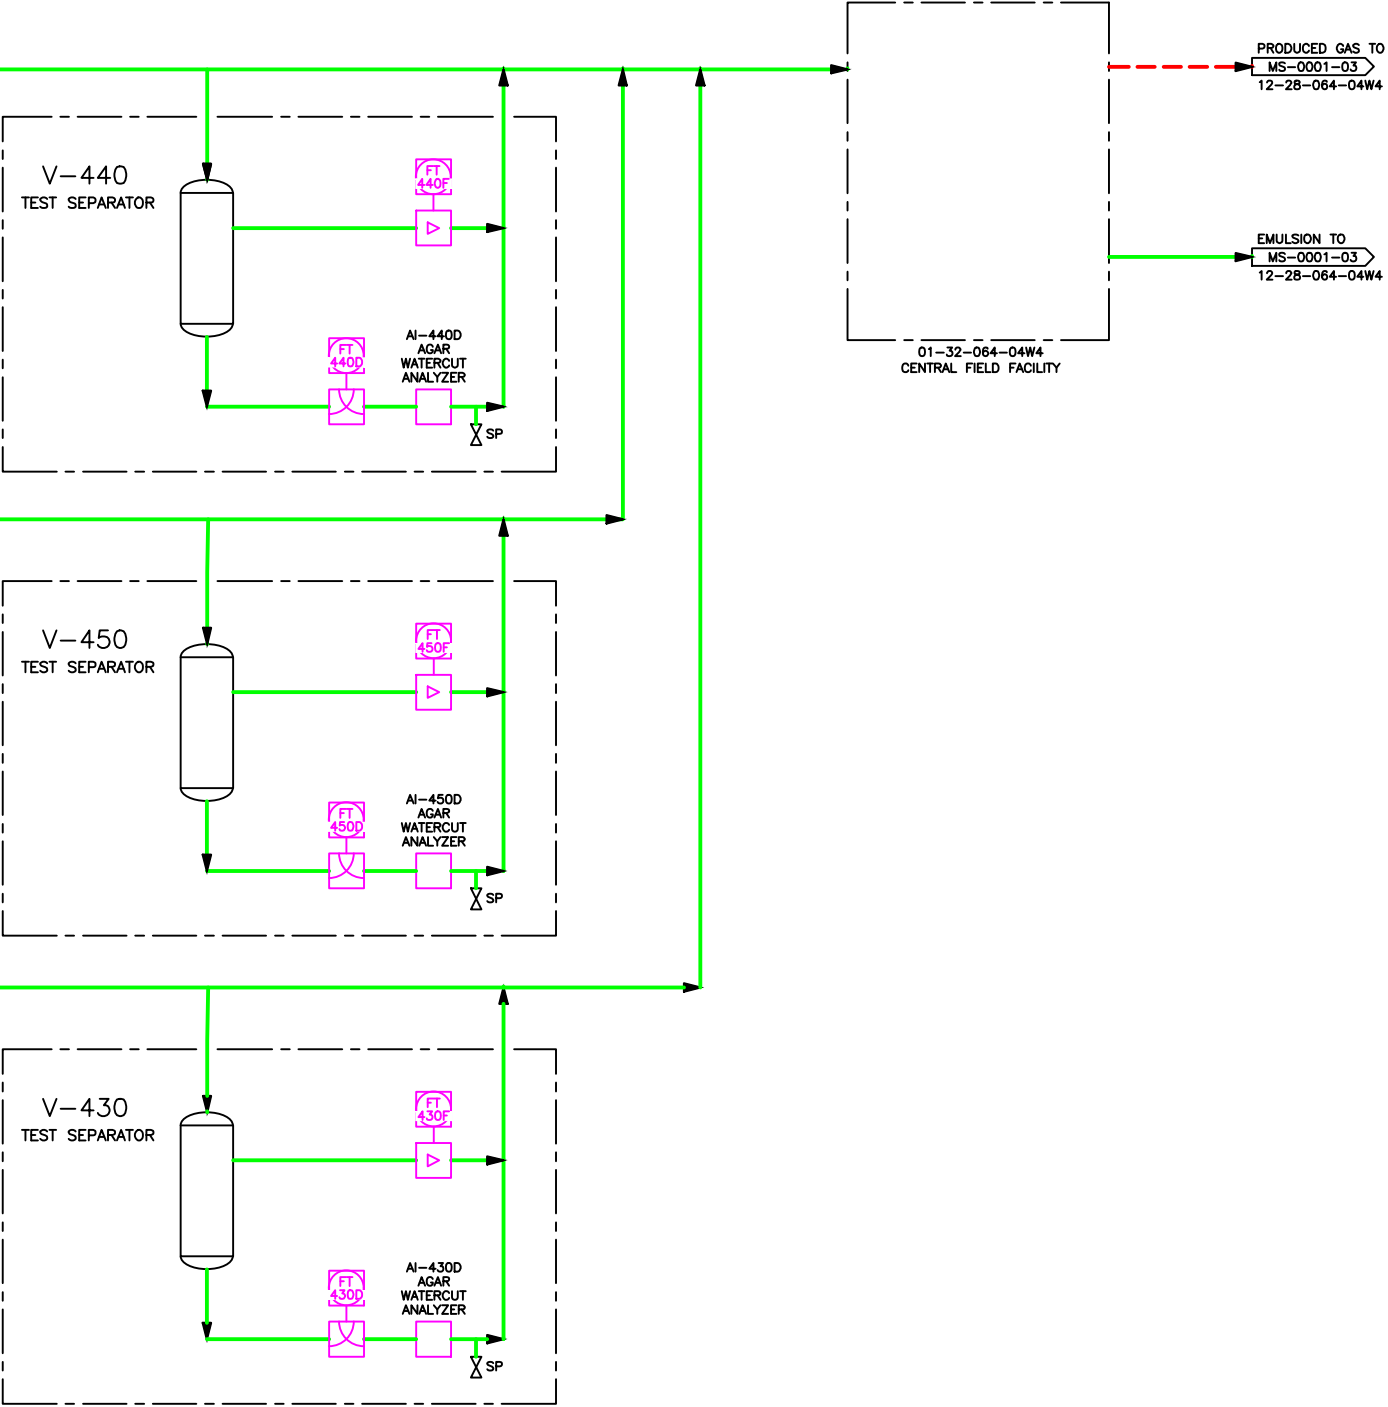 PRODUCED GAS TO
MS-0001-03
12-28-064-04W4
V-440
TEST SEPARATOR
FT
440F
EMULSION TO
MS-0001-03
12-28-064-04W4
FT
440D
AI-440D
AGAR
WATERCUT
ANALYZER
SP
01-32-064-04W4
CENTRAL FIELD FACILITY
V-450
TEST SEPARATOR
FT
450F
FT
450D
AI-450D
AGAR
WATERCUT
ANALYZER
SP
V-430
TEST SEPARATOR
FT
430F
FT
430D
AI-430D
AGAR
WATERCUT
ANALYZER
SP